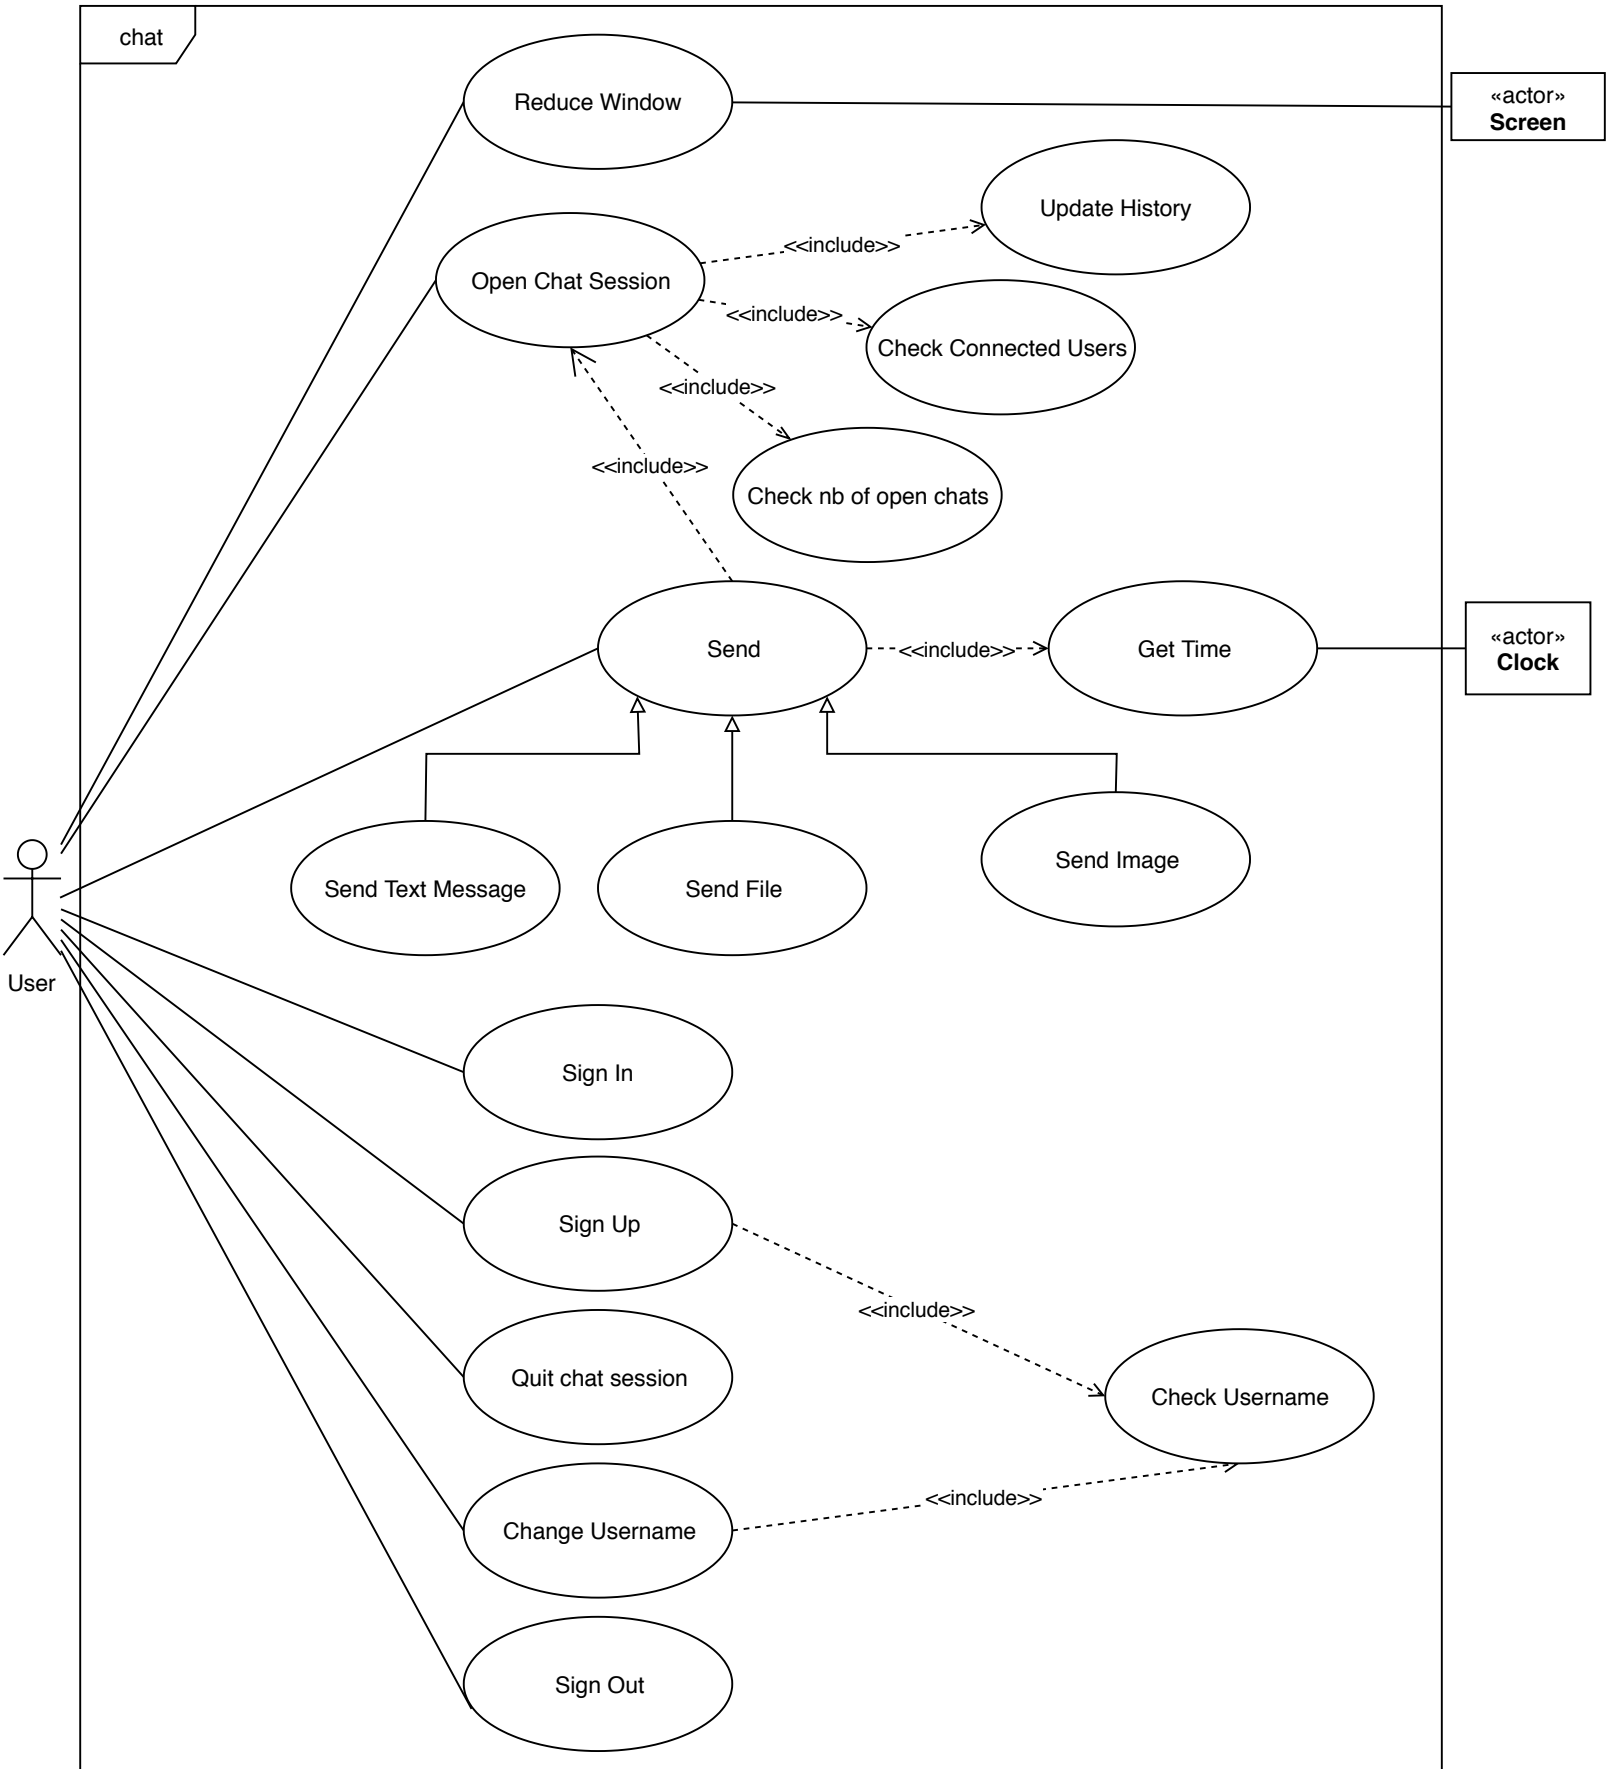 chat
Reduce Window
«actor»
Screen
Update History
<<include>>
Open Chat Session
<<include>>
Check Connected Users
<<include>>
<<include>>
Check nb of open chats
Send
<<include>>
Get Time
«actor»
Clock
Send Text Message
Send File
Send Image
User
Sign In
Sign Up
<<include>>
Quit chat session
Check Username
<<include>>
Change Username
Sign Out